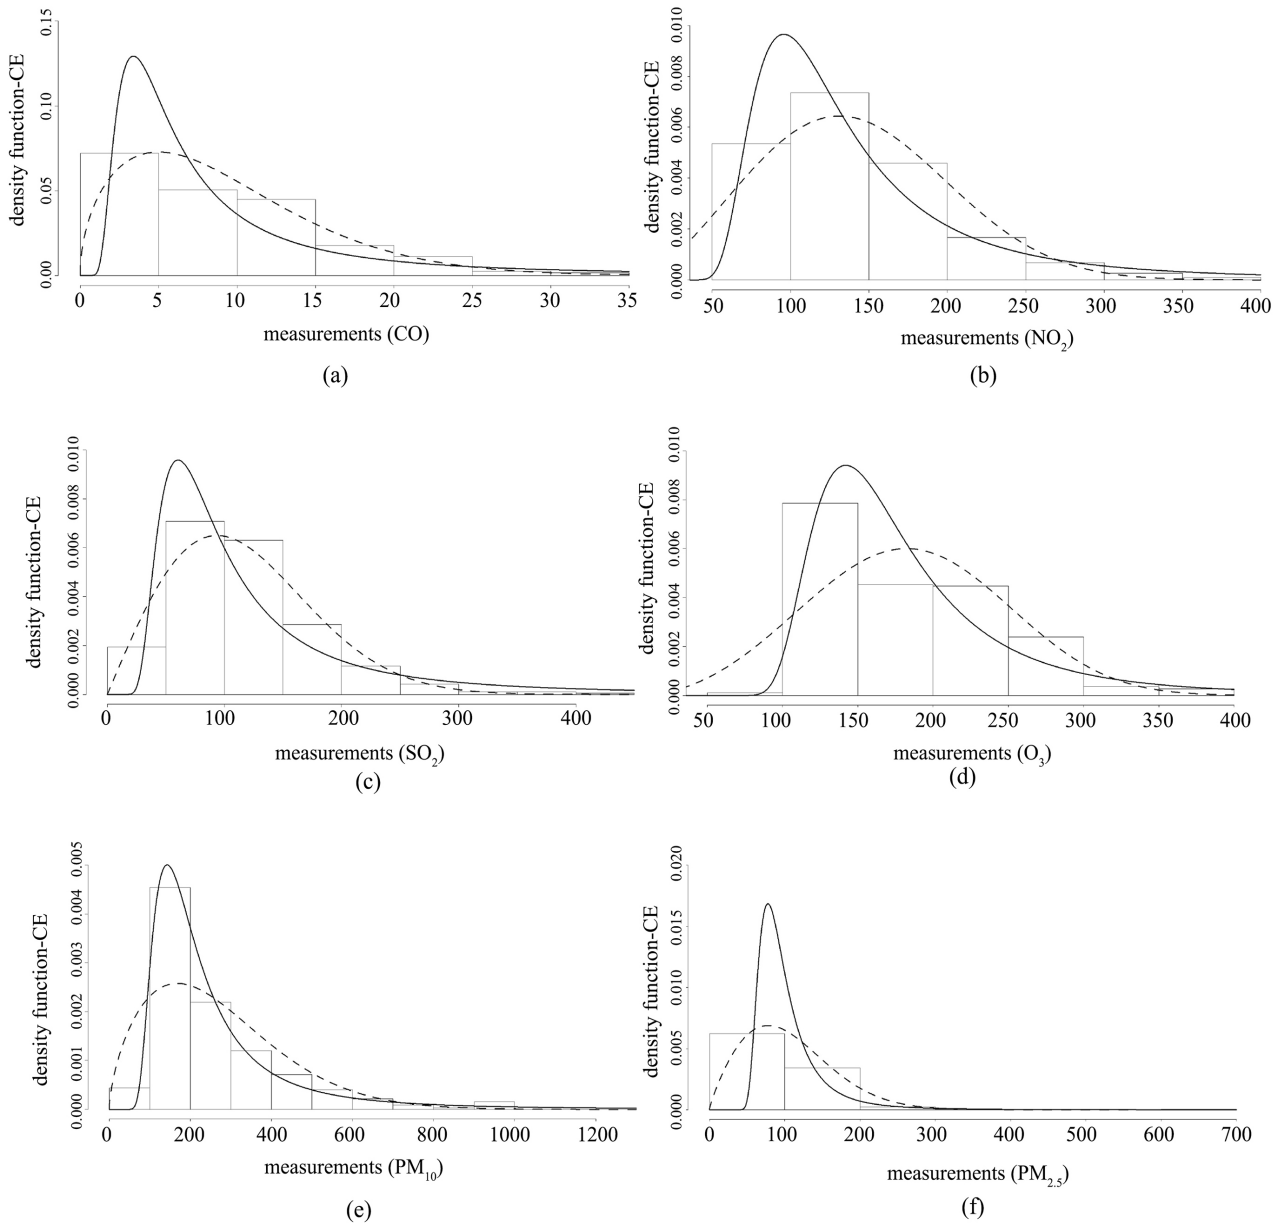 density function-CE
0.00 0.05 0.10 0.15
0 5 10 15 20 25 30 35
measurements (CO)
(a)
density function-CE
0.000 0.002 0.004 0.006 0.008 0.010
50 100 150 200 250 300 350 400
measurements (NO2)
(b)
density function-CE
0.000 0.002 0.004 0.006 0.008 0.010
0 100 200 300 400
measurements (SO2)
(c)
density function-CE
0.000 0.002 0.004 0.006 0.008 0.010
50 100 150 200 250 300 350 400
measurements (O3)
(d)
density function-CE
0.000 0.001 0.002 0.003 0.004 0.005
0 200 400 600 800 1000 1200
measurements (PM10)
(e)
density function-CE
0.000 0.005 0.010 0.015 0.020
0 100 200 300 400 500 600 700
measurements (PM2.5)
(f)